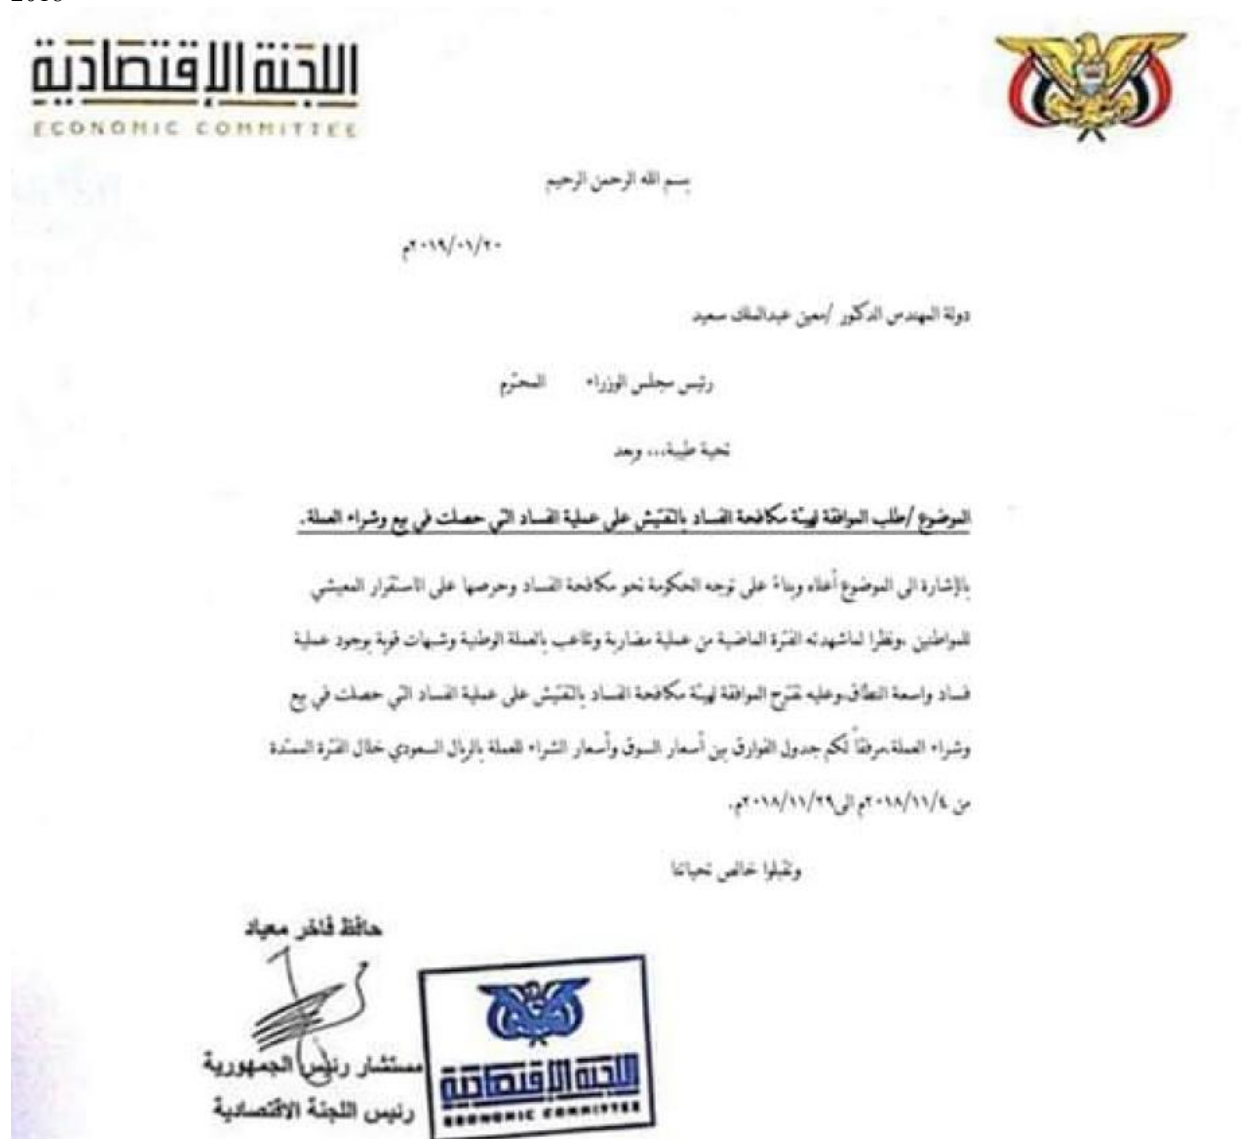 2018
اللجنة الإقتصادية
ECONOMIC COMMITTEE
بسم الله الرحمن الرحيم
٢٠١٩/٠١/٢٠م
دولة المهندس الدكتور /معين عبدالملك سعيد
رئيس مجلس الوزراء المحترم
تحية طيبة... وبعد
الموضوع /طلب الموافقة لهيئة مكافحة الفساد بالتفتيش على عملية الفساد التي حصلت في بيع وشراء العملة.
بالإشارة الى الموضوع أعلاه وبناءً على توجه الحكومة نحو مكافحة الفساد وحرصها على الاستقرار المعيشي
للمواطنين ،ونظرا لماشهدته الفترة الماضية من عملية مضاربة وتلاعب بالعملة الوطنية وشبهات قوية بوجود عملية
فساد واسعة النطاق،وعليه نقترح الموافقة لهيئة مكافحة الفساد بالتفتيش على عملية الفساد التي حصلت في بيع
وشراء العملة،مرفقاً لكم جدول الفوارق بين أسعار السوق وأسعار الشراء للعملة بالريال السعودي خلال الفترة الممتدة
من ٢٠١٨/١١/٤م الى٢٠١٨/١١/٢٩م.
وتقبلوا خالص تحياتنا
حافظ فاخر معياد
مستشار رئيس الجمهورية
رئيس اللجنة الاقتصادية
اللجنة الإقتصادية
ECONOMIC COMMITTEE